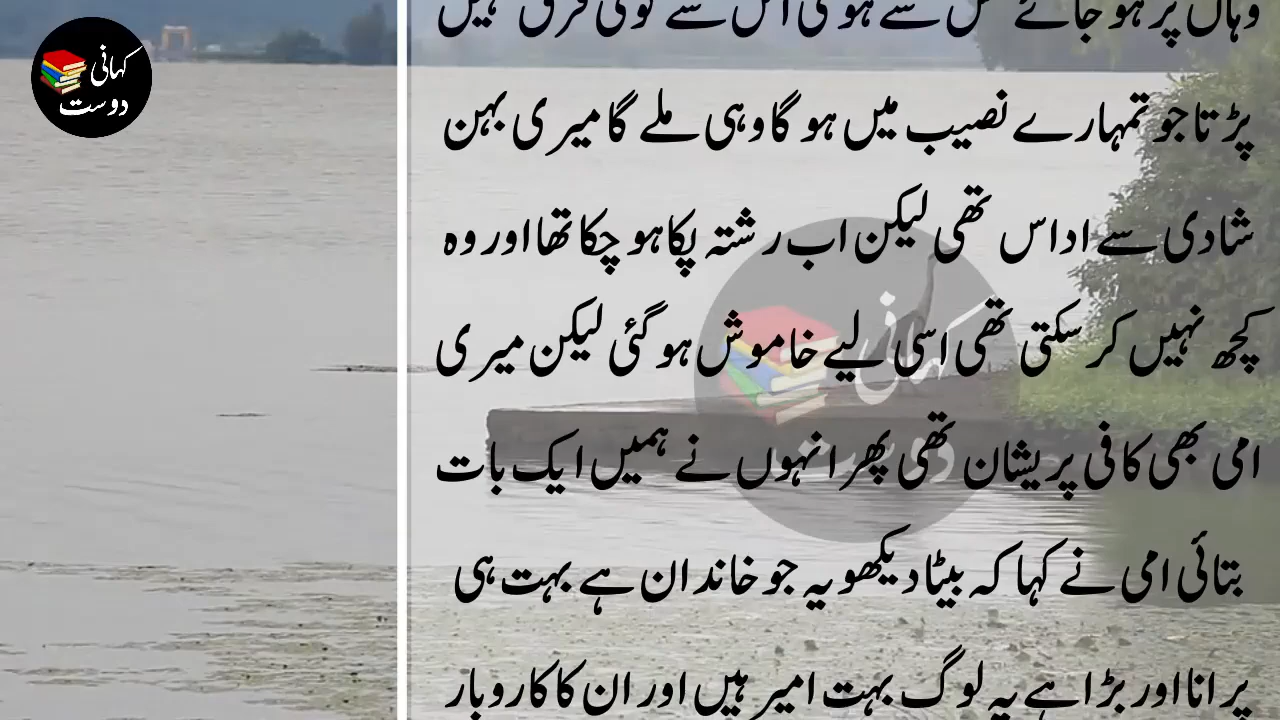 کہانی
دوست
وہاں پر ہو جائے جس سے ہو گی اس سے کوئی فرق نہیں
پڑتا جو تمہارے نصیب میں ہو گا وہی ملے گا میری بہن
شادی سے اداس تھی لیکن اب رشتہ پکا ہو چکا تھا اور وہ
کچھ نہیں کر سکتی تھی اسی لیے خاموش ہو گئی لیکن میری
امی بھی کافی پریشان تھی پھر انہوں نے ہمیں ایک بات
بتائی امی نے کہا کہ بیٹا دیکھو یہ جو خاندان ہے بہت ہی
پرانا اور بڑا ہے یہ لوگ بہت امیر ہیں اور ان کا کاروبار
کہانی
دوست